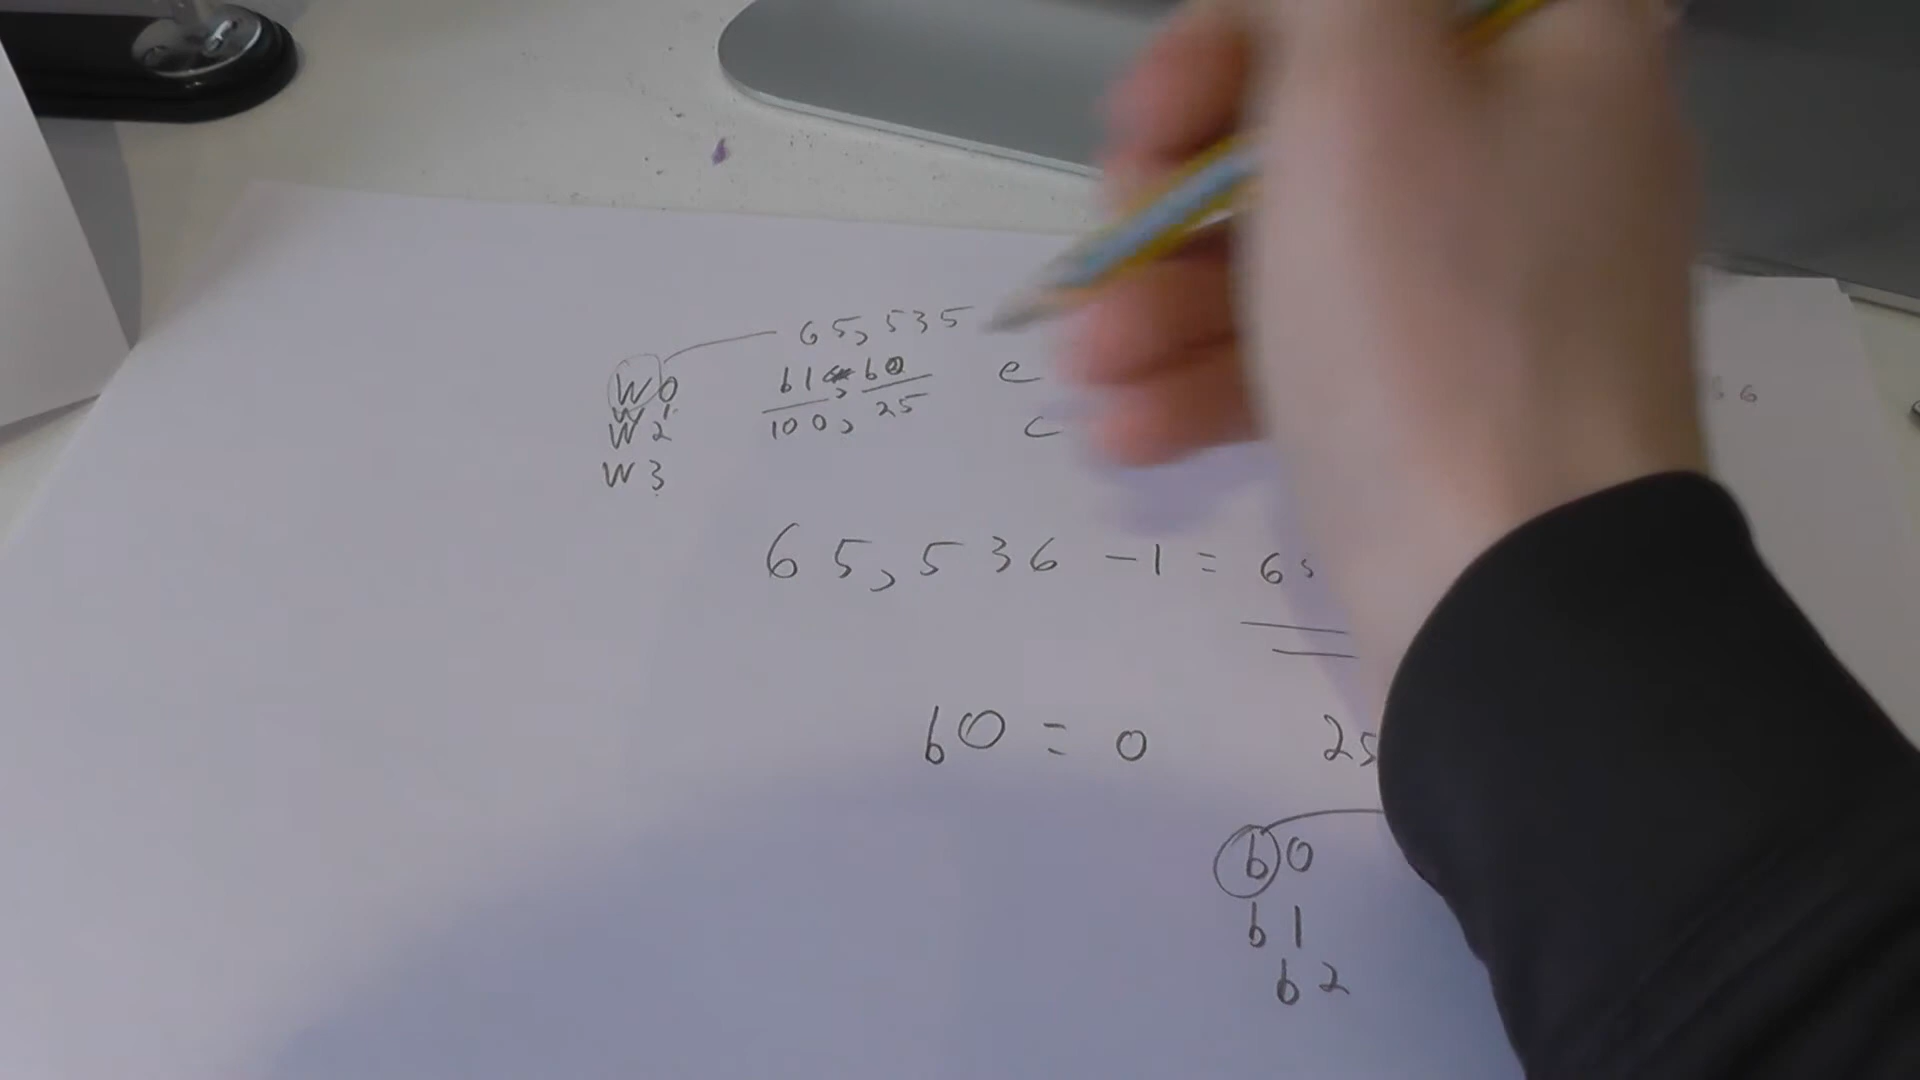 65,535
W0 b1, b0 e
W1
W2 100, 25 c
W3
65,536 -1 = 65
b0 = 0 25
b0
b1
b2